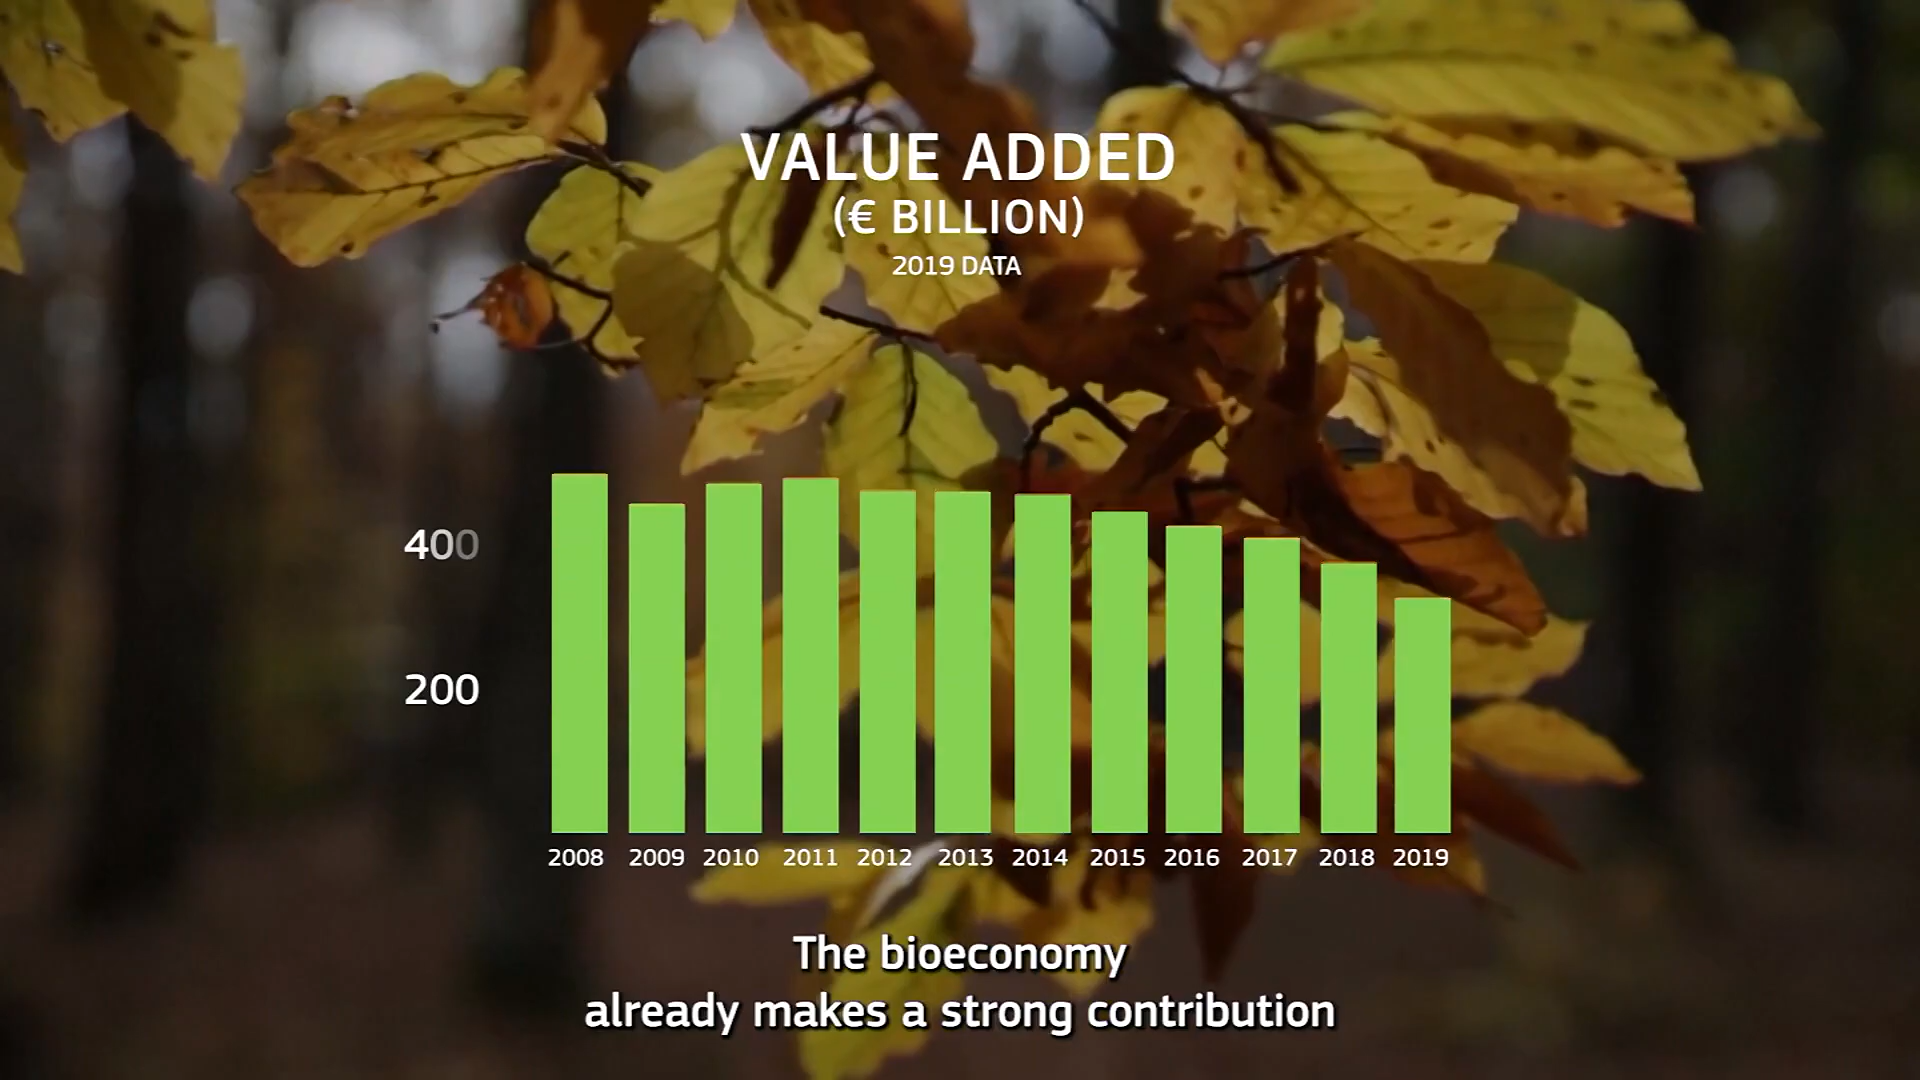 VALUE ADDED
(€ BILLION)
2019 DATA
400
200
2008 2009 2010 2011 2012 2013 2014 2015 2016 2017 2018 2019
The bioeconomy
already makes a strong contribution